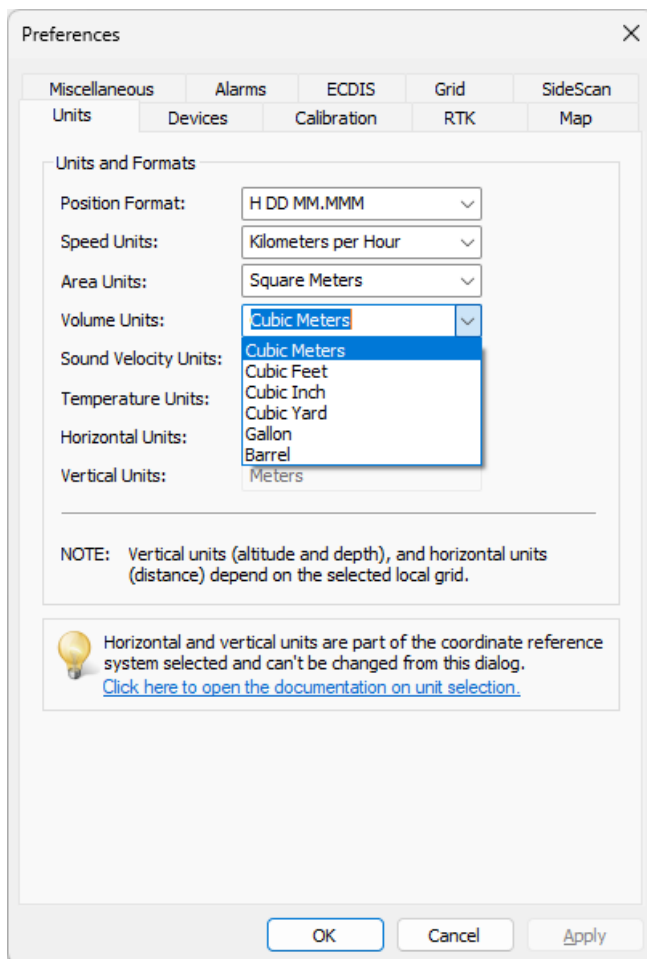 Preferences
Miscellaneous Alarms ECDIS Grid SideScan
Units Devices Calibration RTK Map
Units and Formats
Position Format: H DD MM.MMM
Speed Units: Kilometers per Hour
Area Units: Square Meters
Volume Units: Cubic Meters
Sound Velocity Units: Cubic Meters
Cubic Feet
Temperature Units: Cubic Inch
Cubic Yard
Horizontal Units: Gallon
Barrel
Vertical Units: Meters
NOTE: Vertical units (altitude and depth), and horizontal units
(distance) depend on the selected local grid.
Horizontal and vertical units are part of the coordinate reference
system selected and can't be changed from this dialog.
Click here to open the documentation on unit selection.
OK Cancel Apply